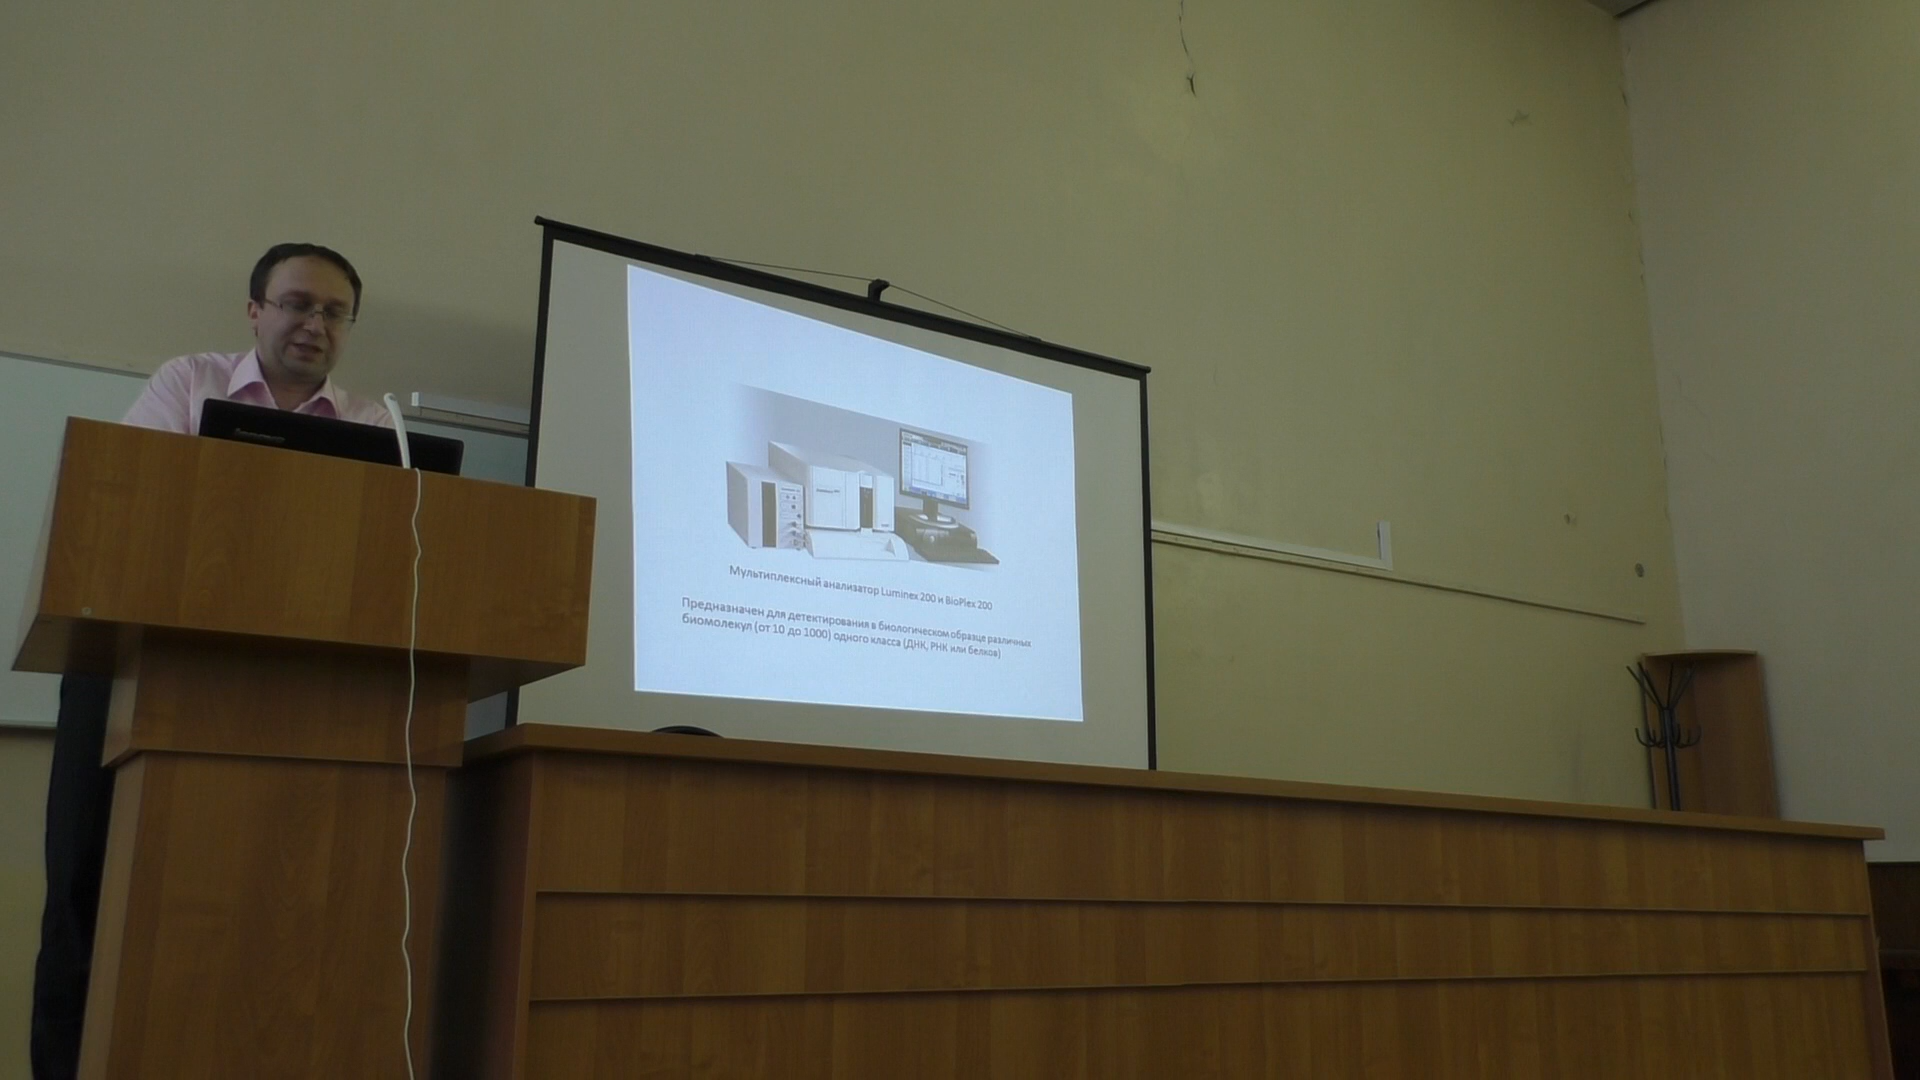 Мультиплексный анализатор Luminex 200 и BioPlex 200
Предназначен для детектирования в биологическом образце различных
биомолекул (от 10 до 1000) одного класса (ДНК, РНК или белков)